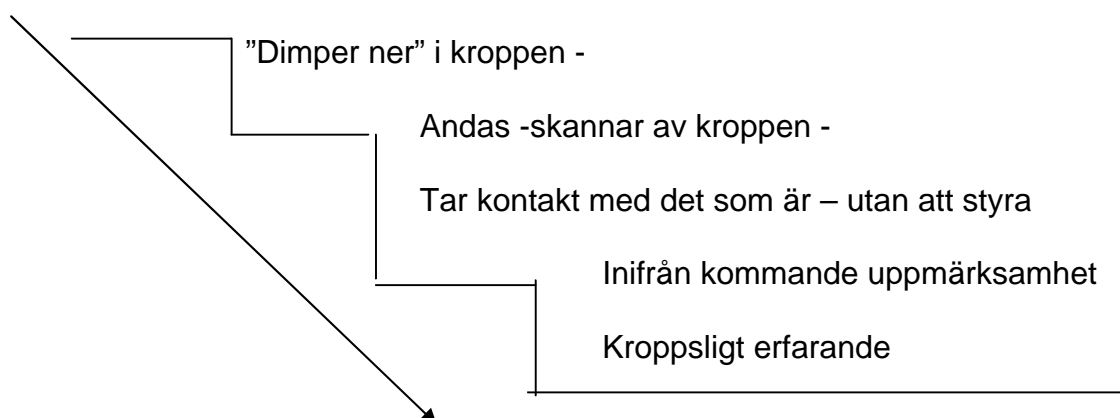 ”Dimper ner” i kroppen -
Andas -skannar av kroppen -
Tar kontakt med det som är – utan att styra
Inifrån kommande uppmärksamhet
Kroppsligt erfarande